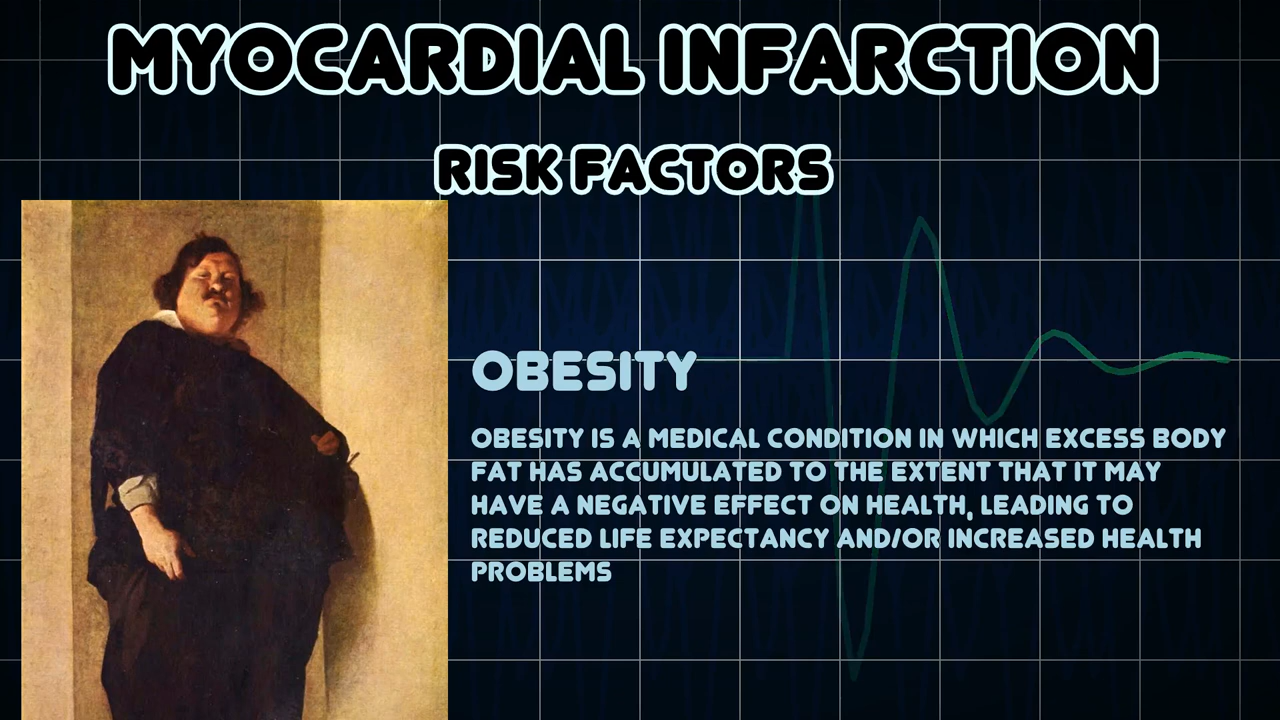 MYOCARDIAL INFARCTION
RISK FACTORS
OBESITY
OBESITY IS A MEDICAL CONDITION IN WHICH EXCESS BODY
FAT HAS ACCUMULATED TO THE EXTENT THAT IT MAY
HAVE A NEGATIVE EFFECT ON HEALTH, LEADING TO
REDUCED LIFE EXPECTANCY AND/OR INCREASED HEALTH
PROBLEMS